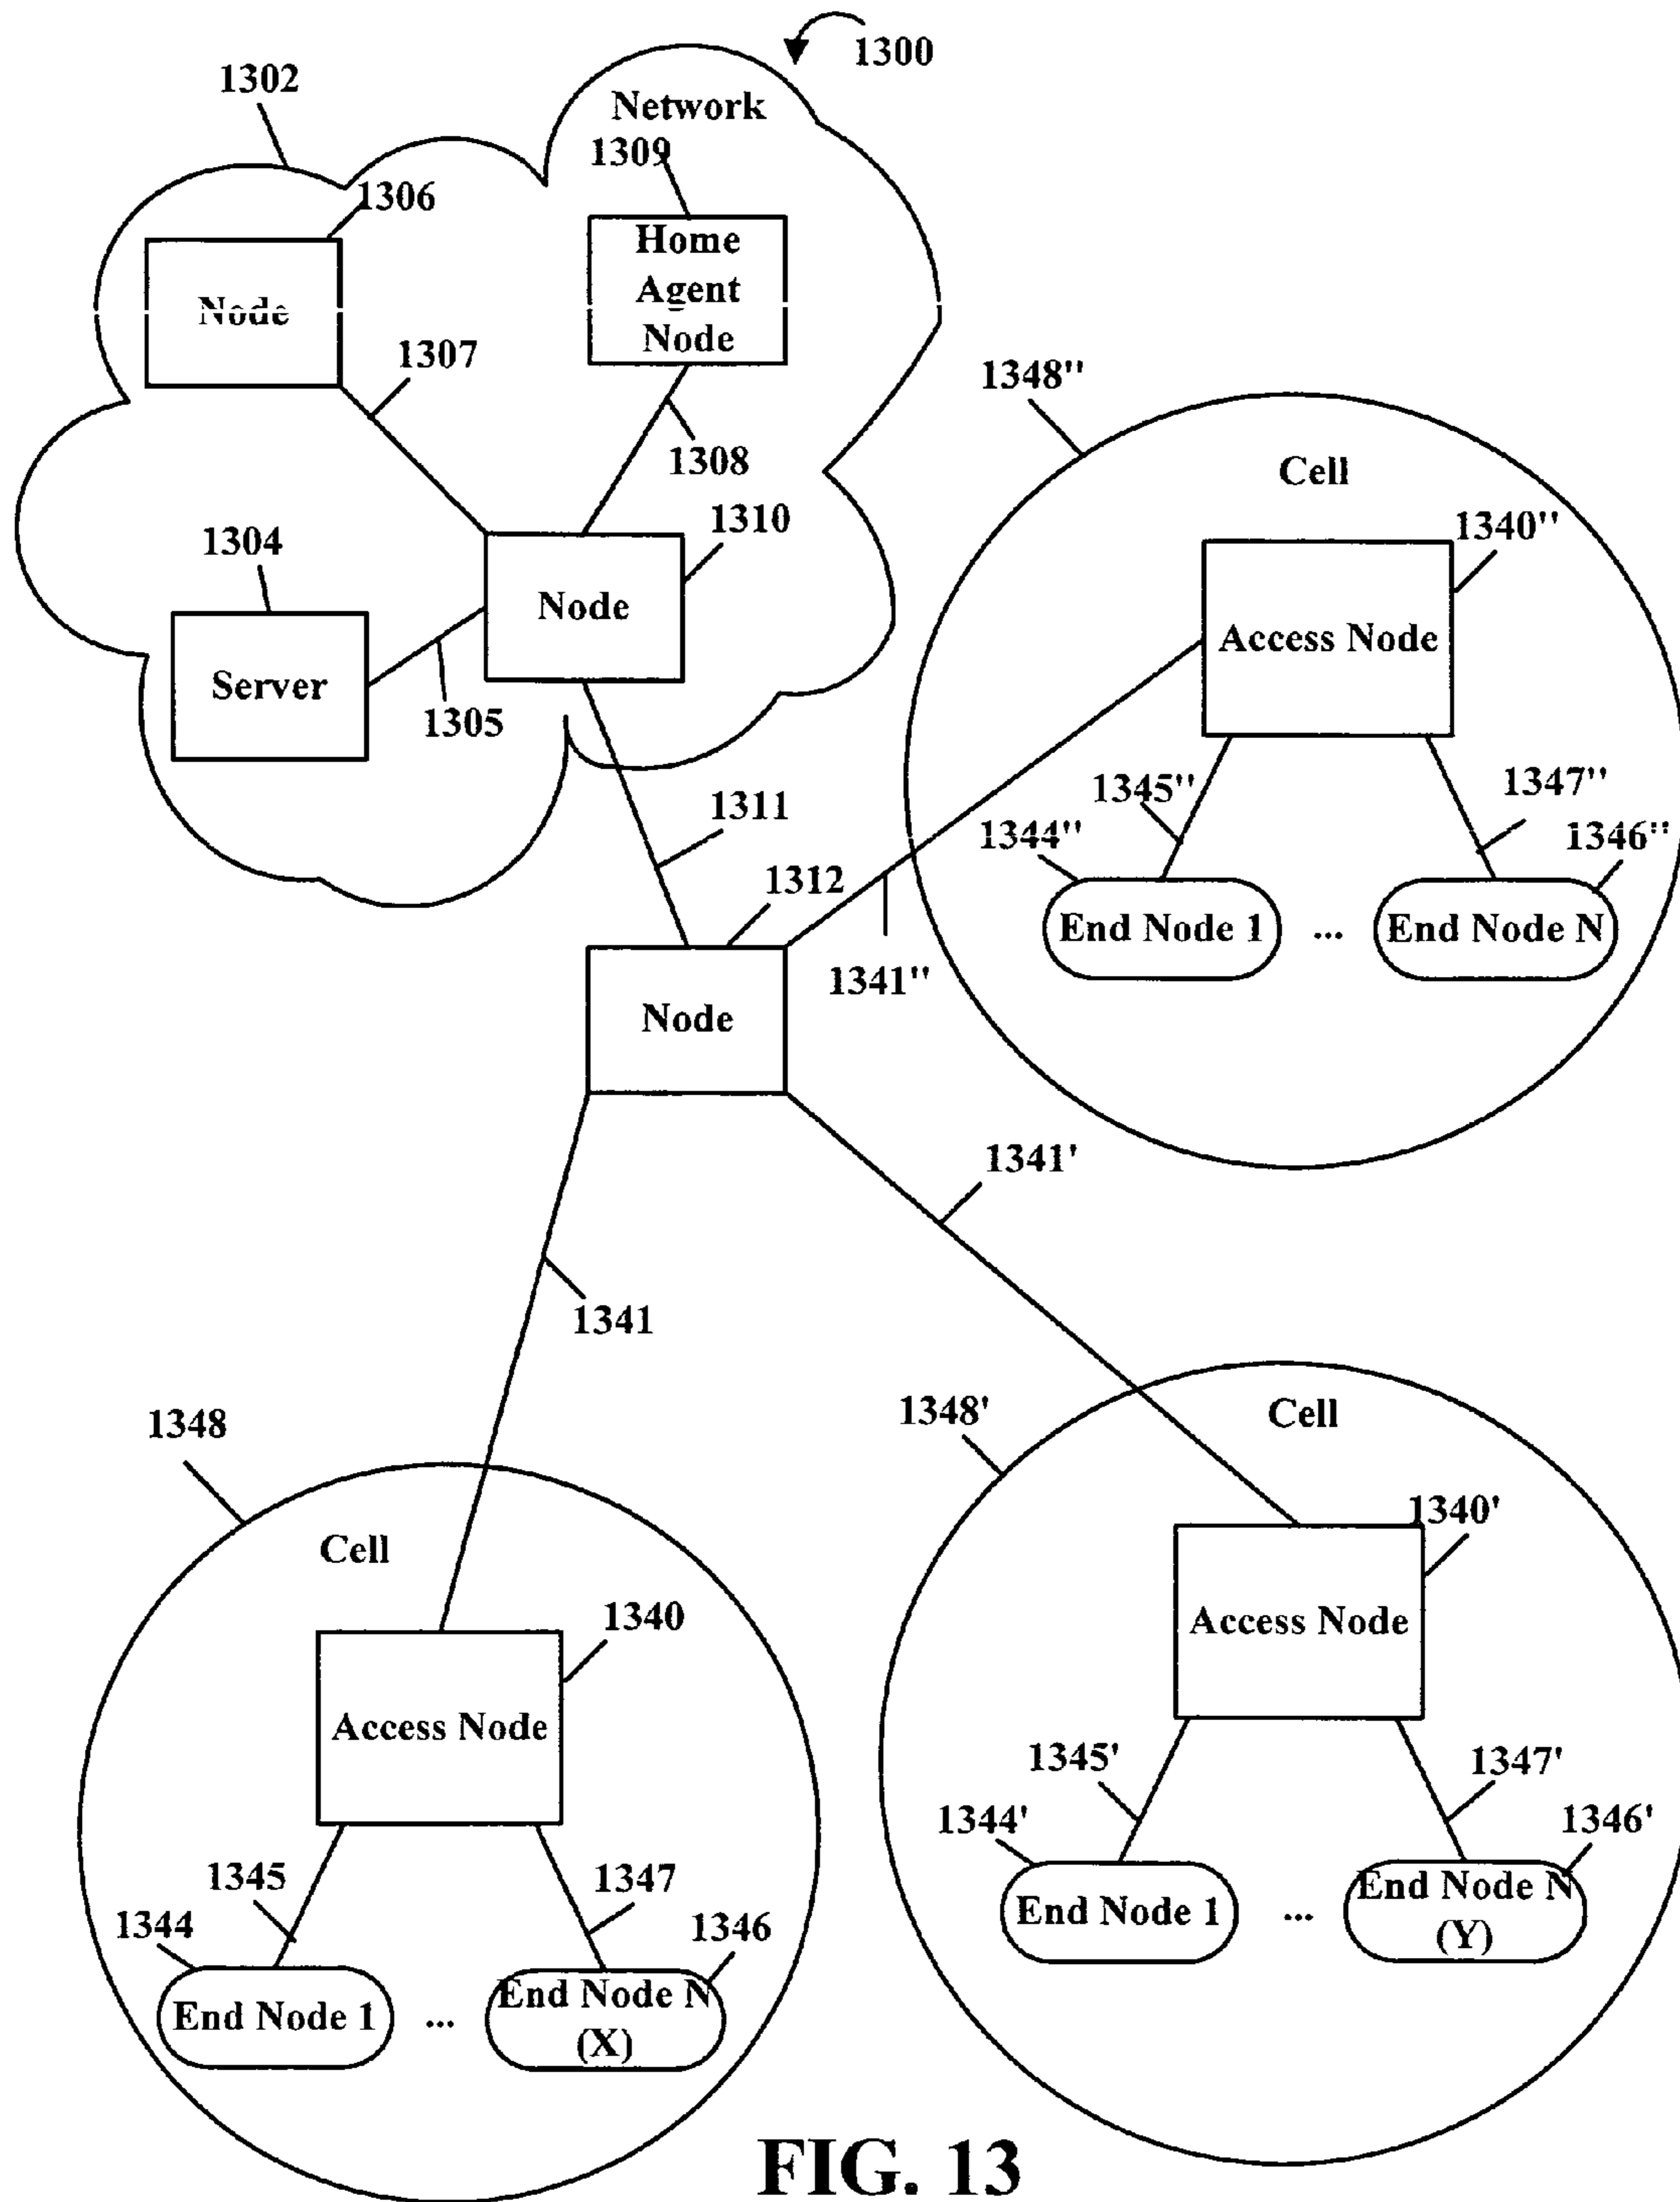 1300
1302
Network
1309
1306
Home
Agent
Node
Node
1307
1308
1348''
Cell
1304
1310
1340''
Node
Access Node
Server
1305
1311
1345''
1347''
1344''
1346''
1312
End Node 1
...
End Node N
1341''
Node
1341'
1341
1348
1348'
Cell
Cell
1340'
1340
Access Node
Access Node
1345'
1347'
1344'
1346'
1345
1347
End Node 1
...
End Node N
(Y)
1344
1346
End Node 1
...
End Node N
(X)
FIG. 13